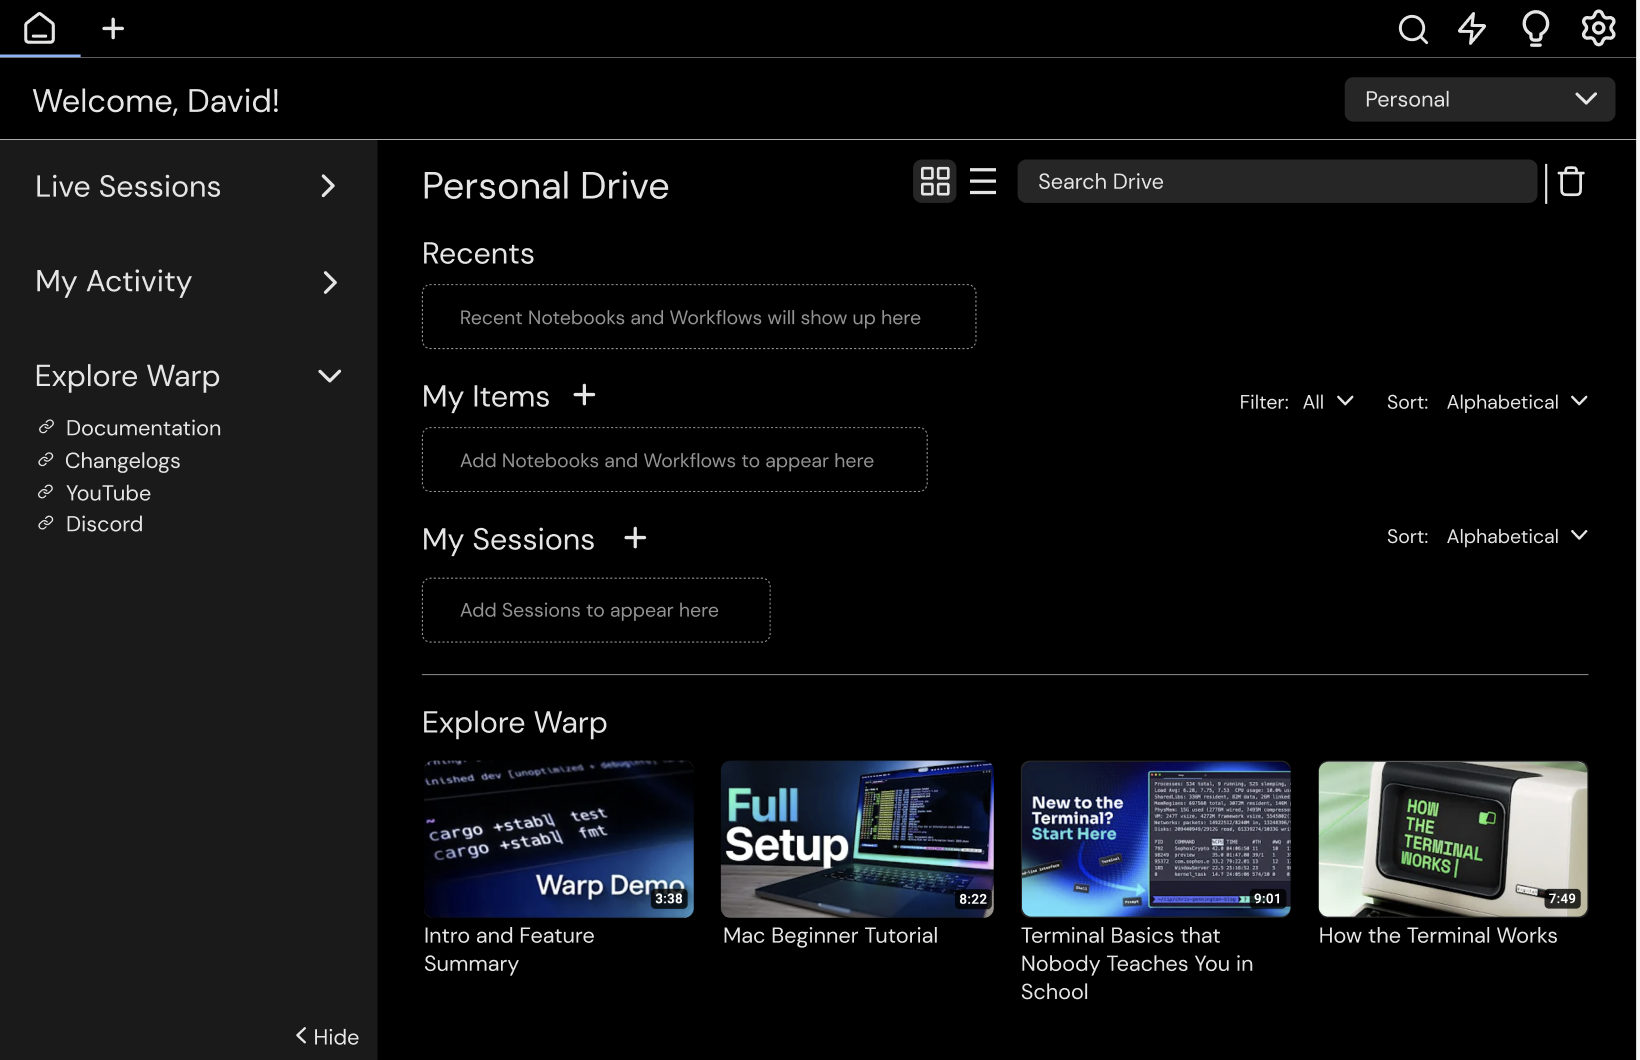 Welcome, David!
Personal
Live Sessions
My Activity
Explore Warp
Documentation
Changelogs
YouTube
Discord
Hide
Personal Drive
Search Drive
Recents
Recent Notebooks and Workflows will show up here
My Items
Filter: All
Sort: Alphabetical
Add Notebooks and Workflows to appear here
My Sessions
Sort: Alphabetical
Add Sessions to appear here
Explore Warp
inished dev [unoptimized + debuginfo]
cargo +stabl test
cargo +stabl fmt
Warp Demo
3:38
Intro and Feature
Summary
Full
Setup
8:22
Mac Beginner Tutorial
New to the
Terminal?
Start Here
Terminal
Shell
Prompt
9:01
Terminal Basics that
Nobody Teaches You in
School
HOW
THE
TERMINAL
WORKS
7:49
How the Terminal Works